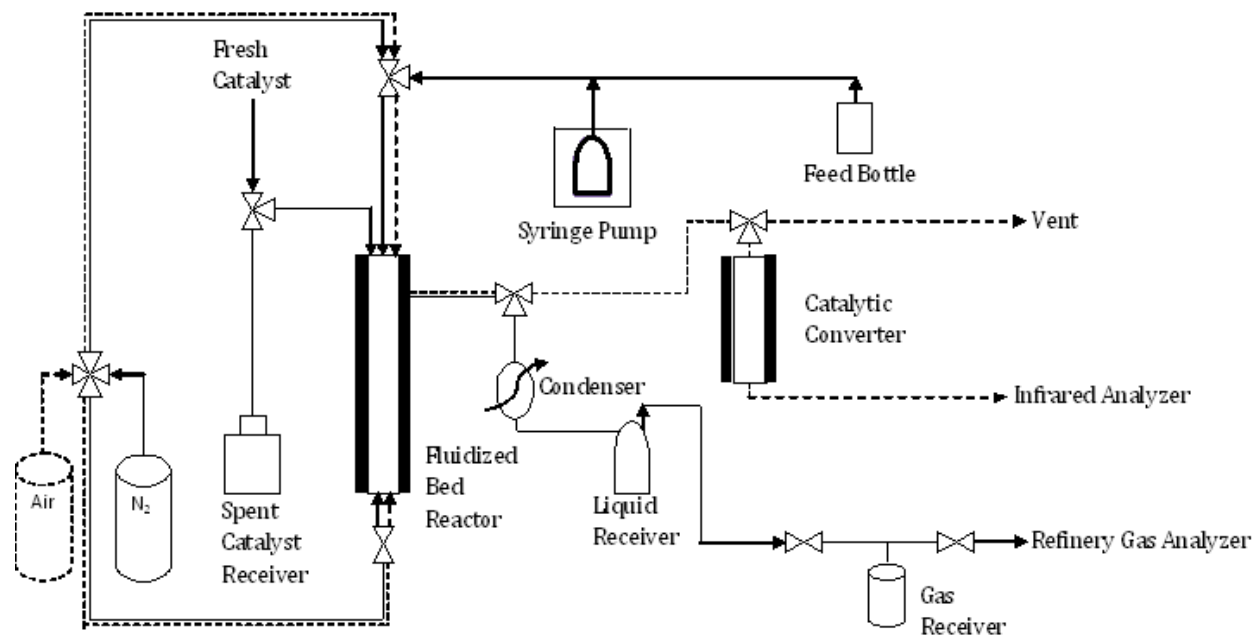 Fresh
Catalyst
Feed Bottle
Syringe Pump
Vent
Catalytic
Converter
Condenser
Infrared Analyzer
Air
N₂
Spent
Catalyst
Receiver
Fluidized
Bed
Reactor
Liquid
Receiver
Refinery Gas Analyzer
Gas
Receiver